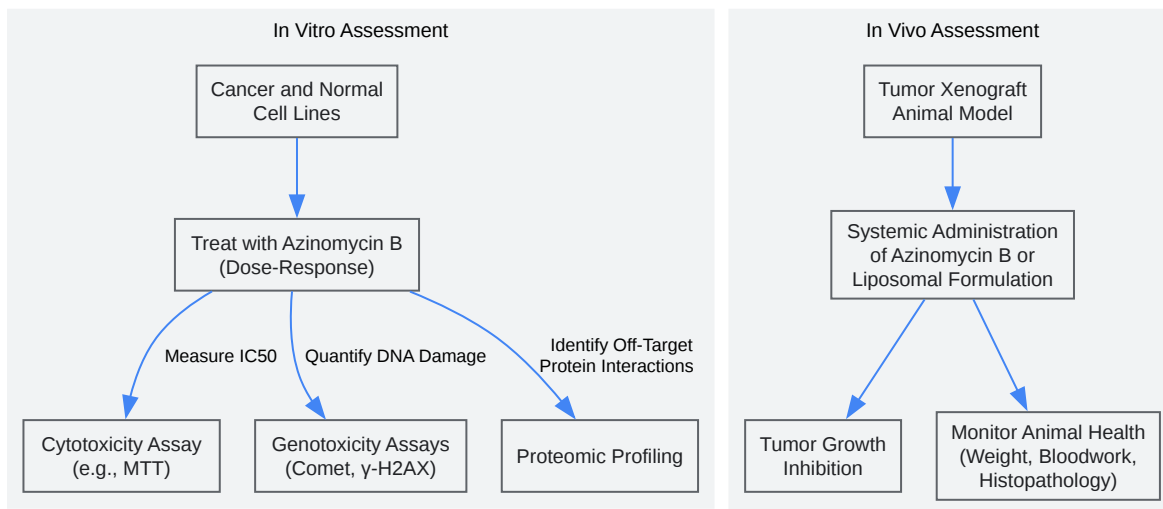 In Vitro Assessment
Cancer and Normal
Cell Lines
Treat with Azinomycin B
(Dose-Response)
Measure IC50
Quantify DNA Damage
Identify Off-Target
Protein Interactions
Cytotoxicity Assay
(e.g., MTT)
Genotoxicity Assays
(Comet, γ-H2AX)
Proteomic Profiling
In Vivo Assessment
Tumor Xenograft
Animal Model
Systemic Administration
of Azinomycin B or
Liposomal Formulation
Tumor Growth
Inhibition
Monitor Animal Health
(Weight, Bloodwork,
Histopathology)